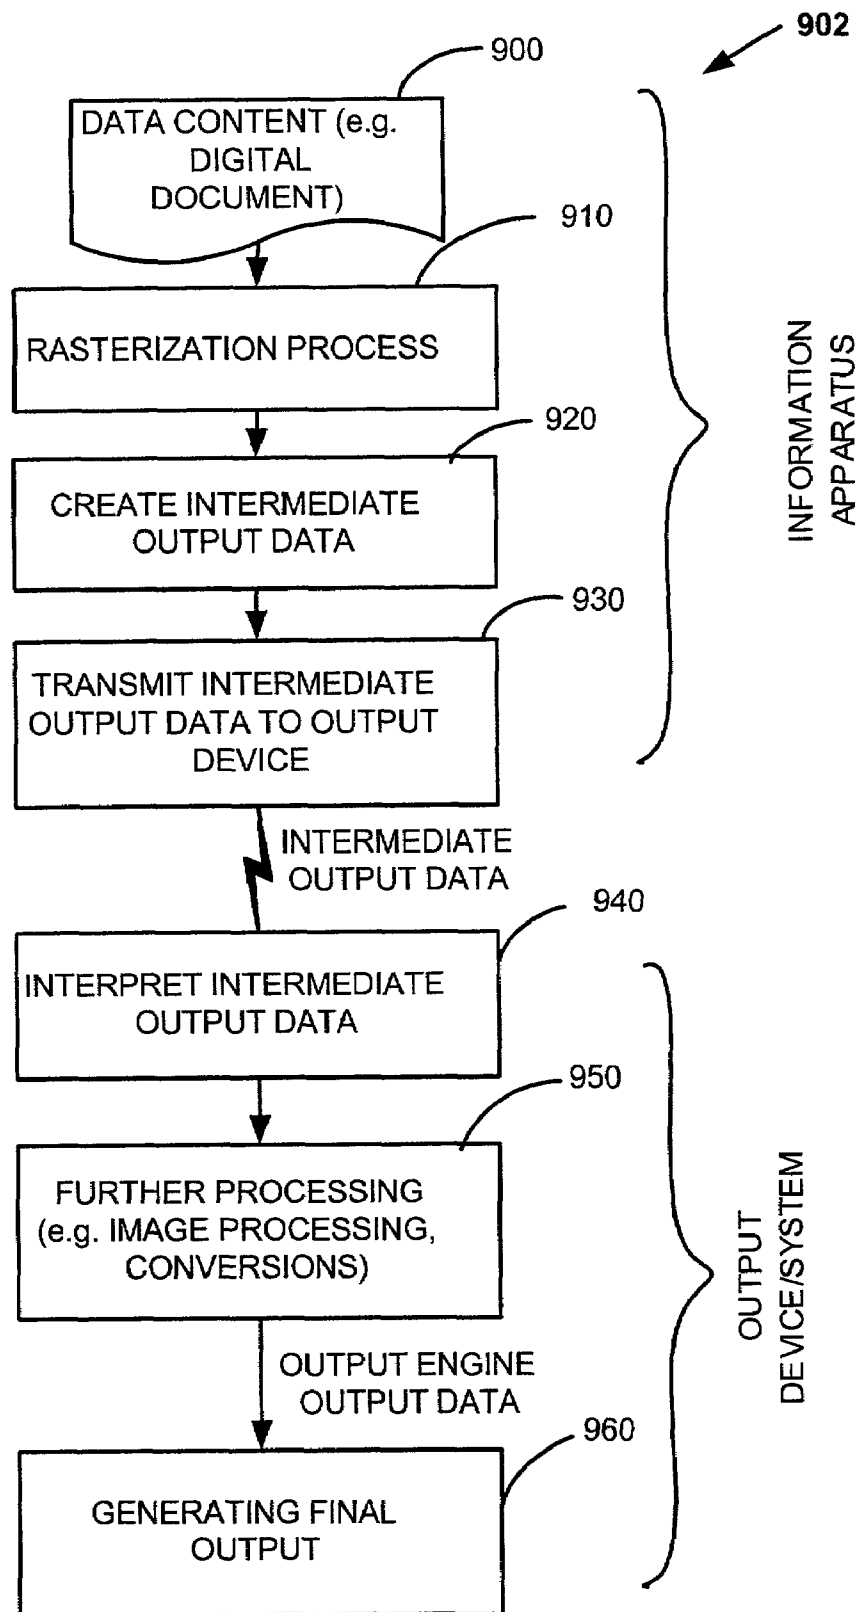 902
900
DATA CONTENT (e.g.
DIGITAL
DOCUMENT)
910
RASTERIZATION PROCESS
920
CREATE INTERMEDIATE
OUTPUT DATA
930
TRANSMIT INTERMEDIATE
OUTPUT DATA TO OUTPUT
DEVICE
INFORMATION
APPARATUS
INTERMEDIATE
OUTPUT DATA
940
INTERPRET INTERMEDIATE
OUTPUT DATA
950
FURTHER PROCESSING
(e.g. IMAGE PROCESSING,
CONVERSIONS)
OUTPUT
DEVICE/SYSTEM
OUTPUT ENGINE
OUTPUT DATA
960
GENERATING FINAL
OUTPUT